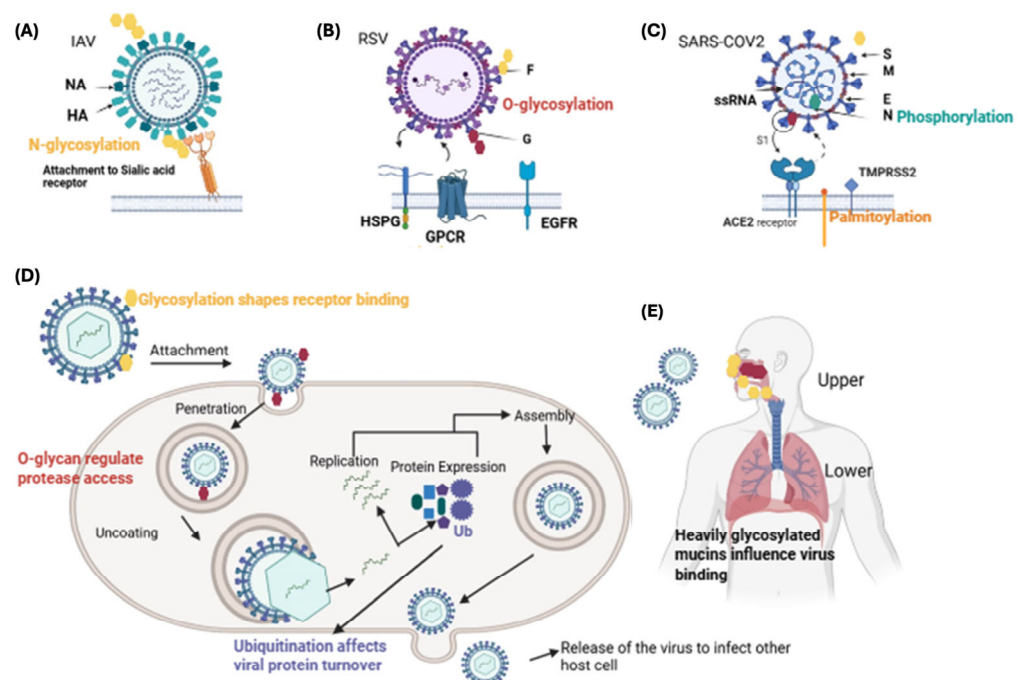 (A)
IAV
NA
HA
N-glycosylation
Attachment to Sialic acid
receptor
(B)
RSV
F
O-glycosylation
G
HSPG
GPCR
EGFR
(C)
SARS-COV2
S
M
ssRNA
E
N
Phosphorylation
S1
TMPRSS2
ACE2 receptor
Palmitoylation
(D)
Glycosylation shapes receptor binding
Attachment
Penetration
O-glycan regulate
protease access
Uncoating
Replication
Protein Expression
Assembly
Ub
Ubiquitination affects
viral protein turnover
Release of the virus to infect other
host cell
(E)
Upper
Lower
Heavily glycosylated
mucins influence virus
binding